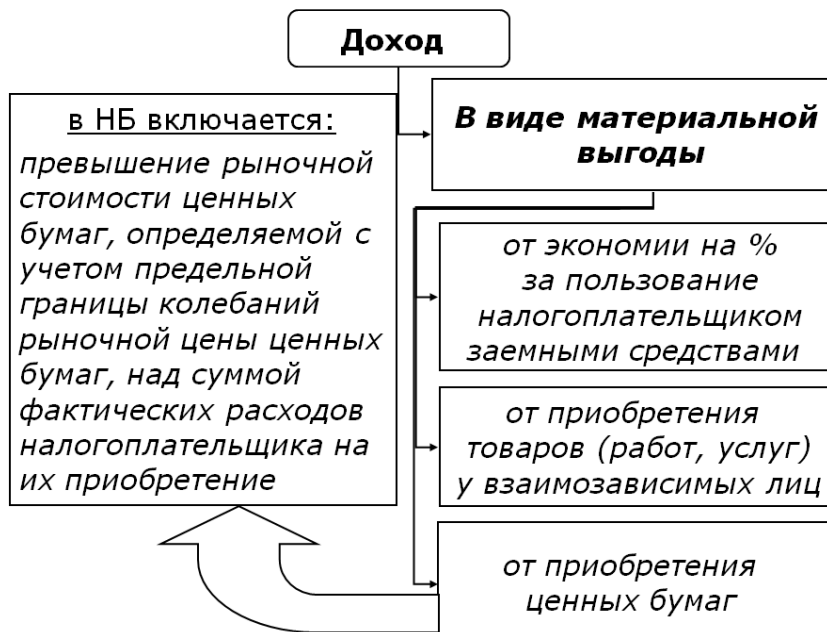 Доход
в НБ включается:
превышение рыночной
стоимости ценных
бумаг, определяемой с
учетом предельной
границы колебаний
рыночной цены ценных
бумаг, над суммой
фактических расходов
налогоплательщика на
их приобретение
В виде материальной
выгоды
от экономии на %
за пользование
налогоплательщиком
заемными средствами
от приобретения
товаров (работ, услуг)
у взаимозависимых лиц
от приобретения
ценных бумаг